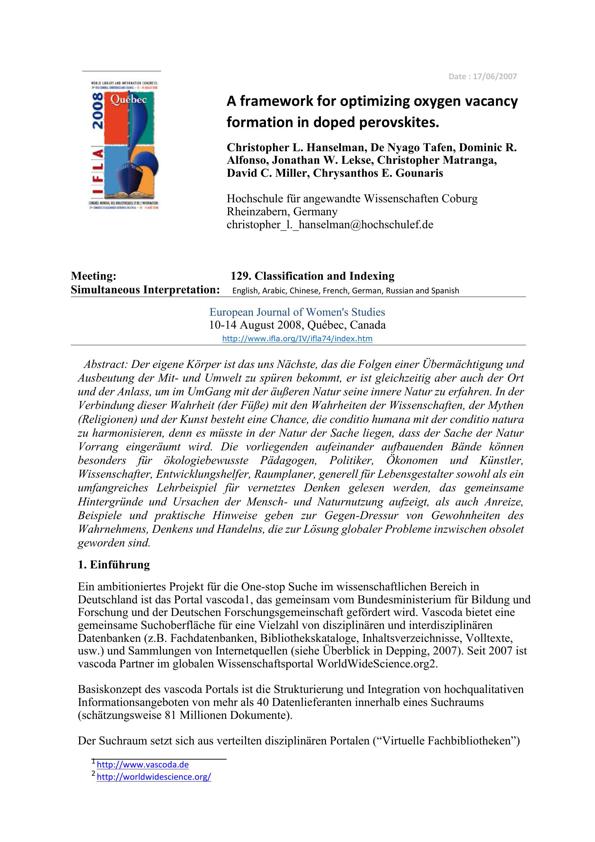 Date : 17/06/2007
Québec
2008
IFLA
A framework for optimizing oxygen vacancy
formation in doped perovskites.
Christopher L. Hanselman, De Nyago Tafen, Dominic R.
Alfonso, Jonathan W. Lekse, Christopher Matranga,
David C. Miller, Chrysanthos E. Gounaris
Hochschule für angewandte Wissenschaften Coburg
Rheinzabern, Germany
christopher_l._hanselman@hochschulef.de
Meeting: 129. Classification and Indexing
Simultaneous Interpretation: English, Arabic, Chinese, French, German, Russian and Spanish
European Journal of Women's Studies
10-14 August 2008, Québec, Canada
http://www.ifla.org/IV/ifla74/index.htm
Abstract: Der eigene Körper ist das uns Nächste, das die Folgen einer Übermächtigung und
Ausbeutung der Mit- und Umwelt zu spüren bekommt, er ist gleichzeitig aber auch der Ort
und der Anlass, um im UmGang mit der äußeren Natur seine innere Natur zu erfahren. In der
Verbindung dieser Wahrheit (der Füße) mit den Wahrheiten der Wissenschaften, der Mythen
(Religionen) und der Kunst besteht eine Chance, die conditio humana mit der conditio natura
zu harmonisieren, denn es müsste in der Natur der Sache liegen, dass der Sache der Natur
Vorrang eingeräumt wird. Die vorliegenden aufeinander aufbauenden Bände können
besonders für ökologiebewusste Pädagogen, Politiker, Ökonomen und Künstler,
Wissenschafter, Entwicklungshelfer, Raumplaner, generell für Lebensgestalter sowohl als ein
umfangreiches Lehrbeispiel für vernetztes Denken gelesen werden, das gemeinsame
Hintergründe und Ursachen der Mensch- und Naturnutzung aufzeigt, als auch Anreize,
Beispiele und praktische Hinweise geben zur Gegen-Dressur von Gewohnheiten des
Wahrnehmens, Denkens und Handelns, die zur Lösung globaler Probleme inzwischen obsolet
geworden sind.
1. Einführung
Ein ambitioniertes Projekt für die One-stop Suche im wissenschaftlichen Bereich in
Deutschland ist das Portal vascoda1, das gemeinsam vom Bundesministerium für Bildung und
Forschung und der Deutschen Forschungsgemeinschaft gefördert wird. Vascoda bietet eine
gemeinsame Suchoberfläche für eine Vielzahl von disziplinären und interdisziplinären
Datenbanken (z.B. Fachdatenbanken, Bibliothekskataloge, Inhaltsverzeichnisse, Volltexte,
usw.) und Sammlungen von Internetquellen (siehe Überblick in Depping, 2007). Seit 2007 ist
vascoda Partner im globalen Wissenschaftsportal WorldWideScience.org2.
Basiskonzept des vascoda Portals ist die Strukturierung und Integration von hochqualitativen
Informationsangeboten von mehr als 40 Datenlieferanten innerhalb eines Suchraums
(schätzungsweise 81 Millionen Dokumente).
Der Suchraum setzt sich aus verteilten disziplinären Portalen (“Virtuelle Fachbibliotheken”)
1 http://www.vascoda.de
2 http://worldwidescience.org/